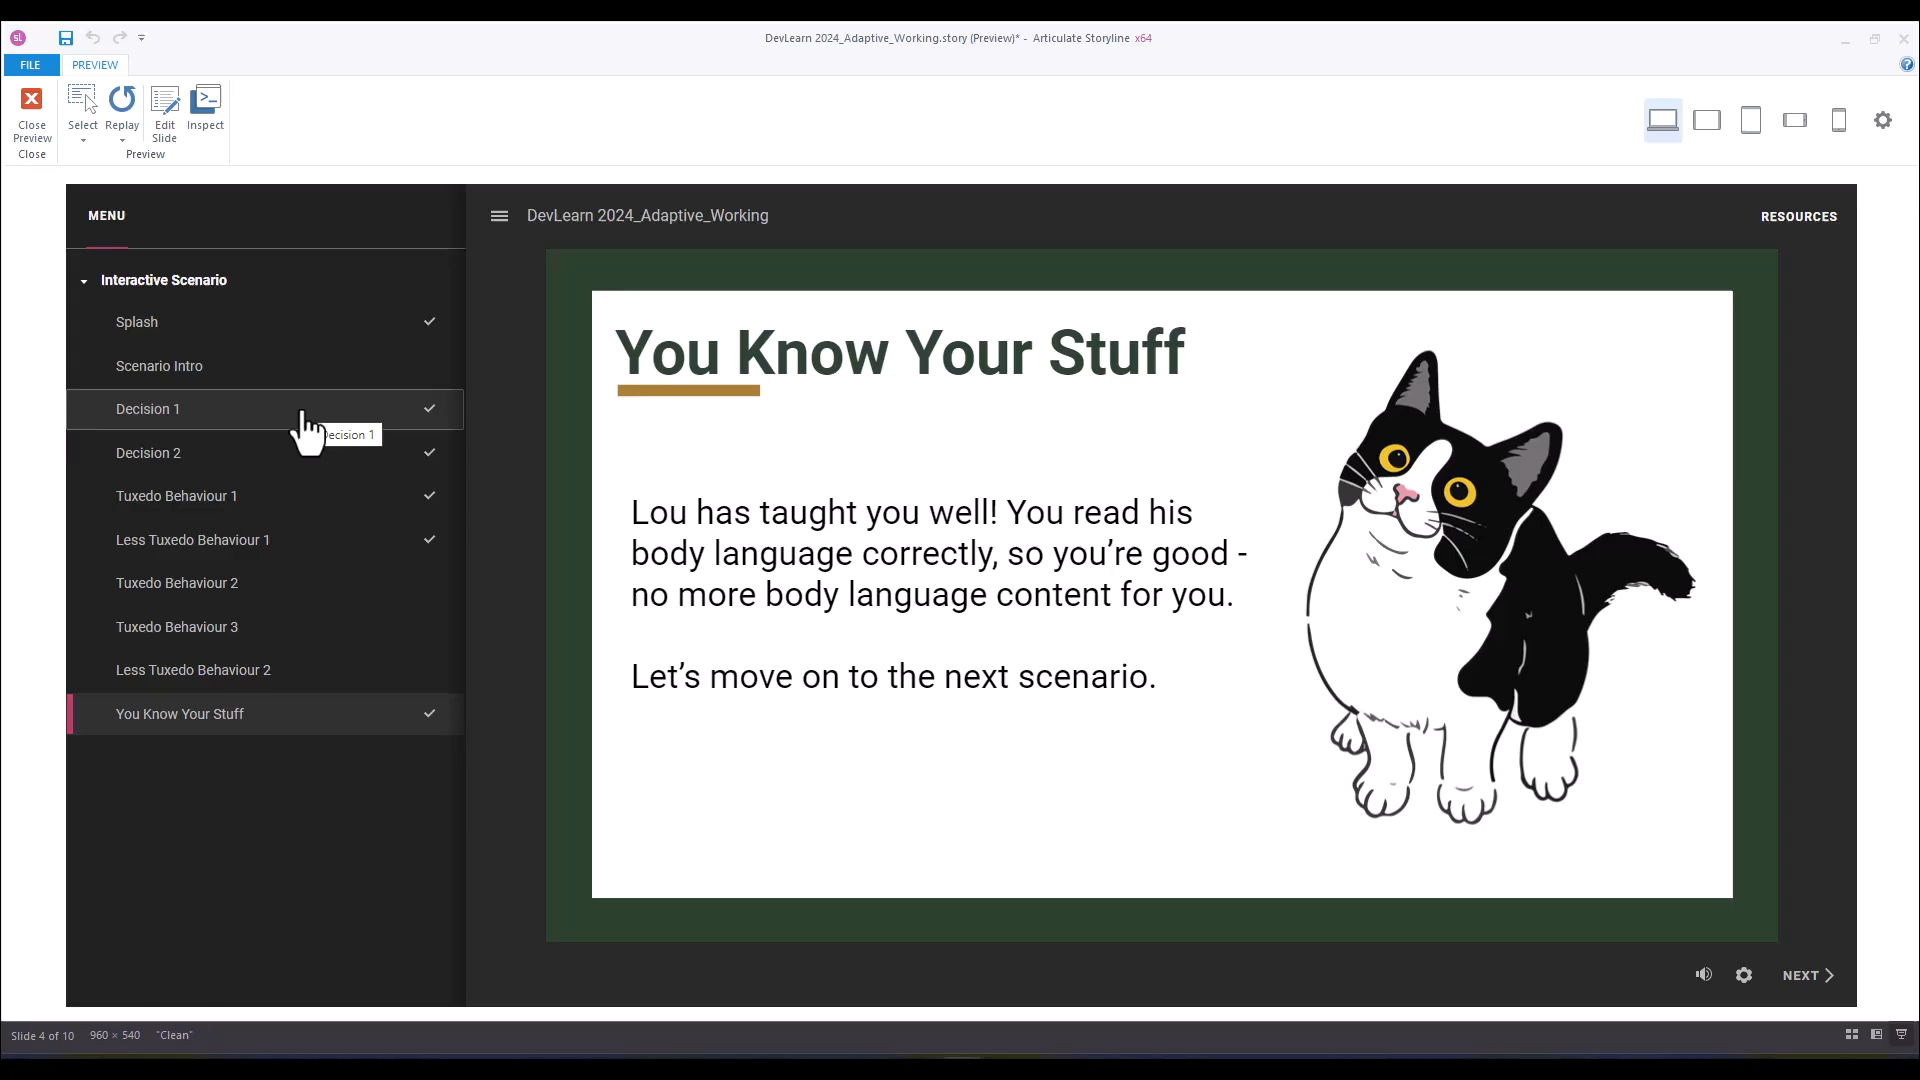 sl
DevLearn 2024_Adaptive_Working.story (Preview)* - Articulate Storyline x64
FILE
PREVIEW
?
Close
Preview
Select
Replay
Edit
Slide
Inspect
Close
Preview
MENU
DevLearn 2024_Adaptive_Working
RESOURCES
Interactive Scenario
Splash
Scenario Intro
Decision 1
Decision 1
Decision 2
Tuxedo Behaviour 1
Less Tuxedo Behaviour 1
Tuxedo Behaviour 2
Tuxedo Behaviour 3
Less Tuxedo Behaviour 2
You Know Your Stuff
You Know Your Stuff
Lou has taught you well! You read his
body language correctly, so you’re good -
no more body language content for you.
Let’s move on to the next scenario.
NEXT
Slide 4 of 10 960 × 540 "Clean"